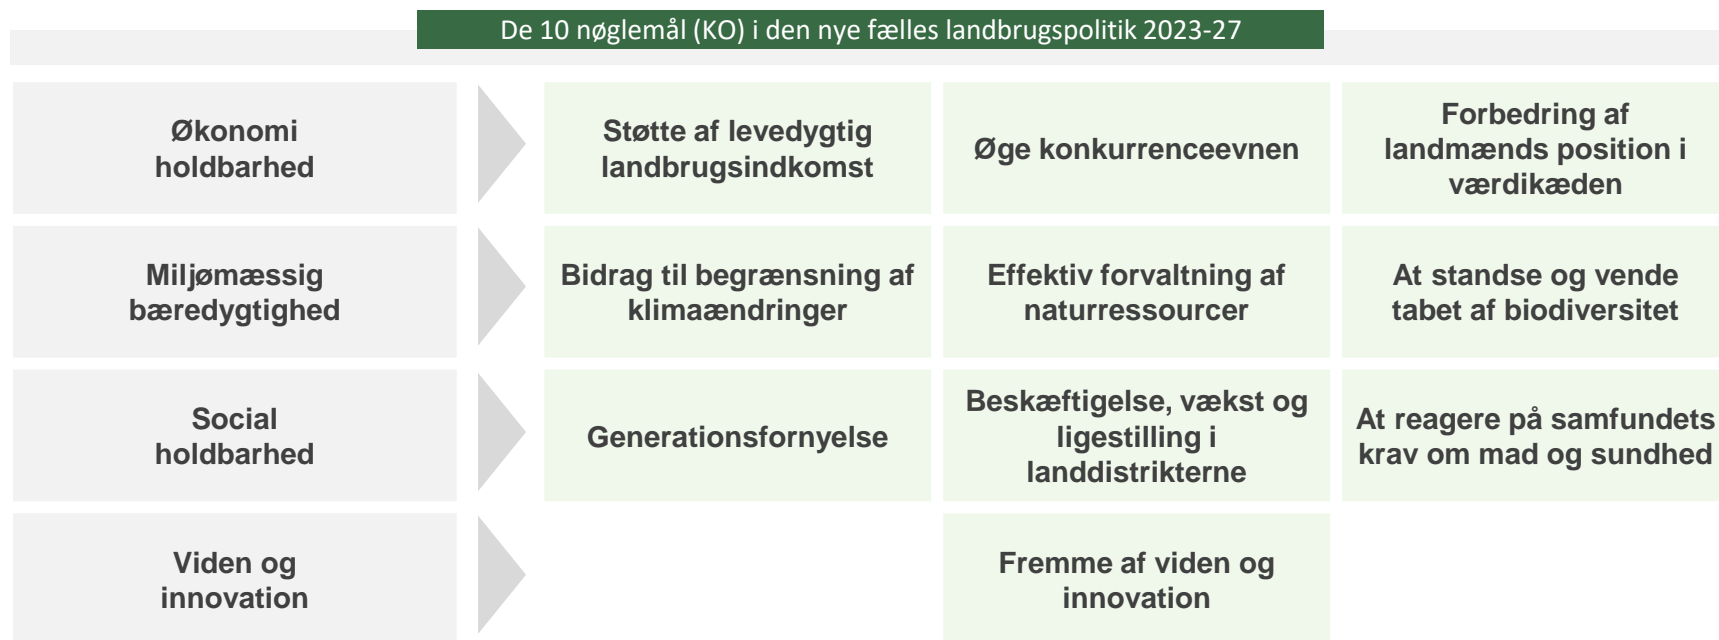 De 10 nøglemål (KO) i den nye fælles landbrugspolitik 2023-27
Økonomi
holdbarhed
Støtte af levedygtig
landbrugsindkomst
Øge konkurrenceevnen
Forbedring af
landmænds position i
værdikæden
Miljømæssig
bæredygtighed
Bidrag til begrænsning af
klimaændringer
Effektiv forvaltning af
naturressourcer
At standse og vende
tabet af biodiversitet
Social
holdbarhed
Generationsfornyelse
Beskæftigelse, vækst og
ligestilling i
landdistrikterne
At reagere på samfundets
krav om mad og sundhed
Viden og
innovation
Fremme af viden og
innovation